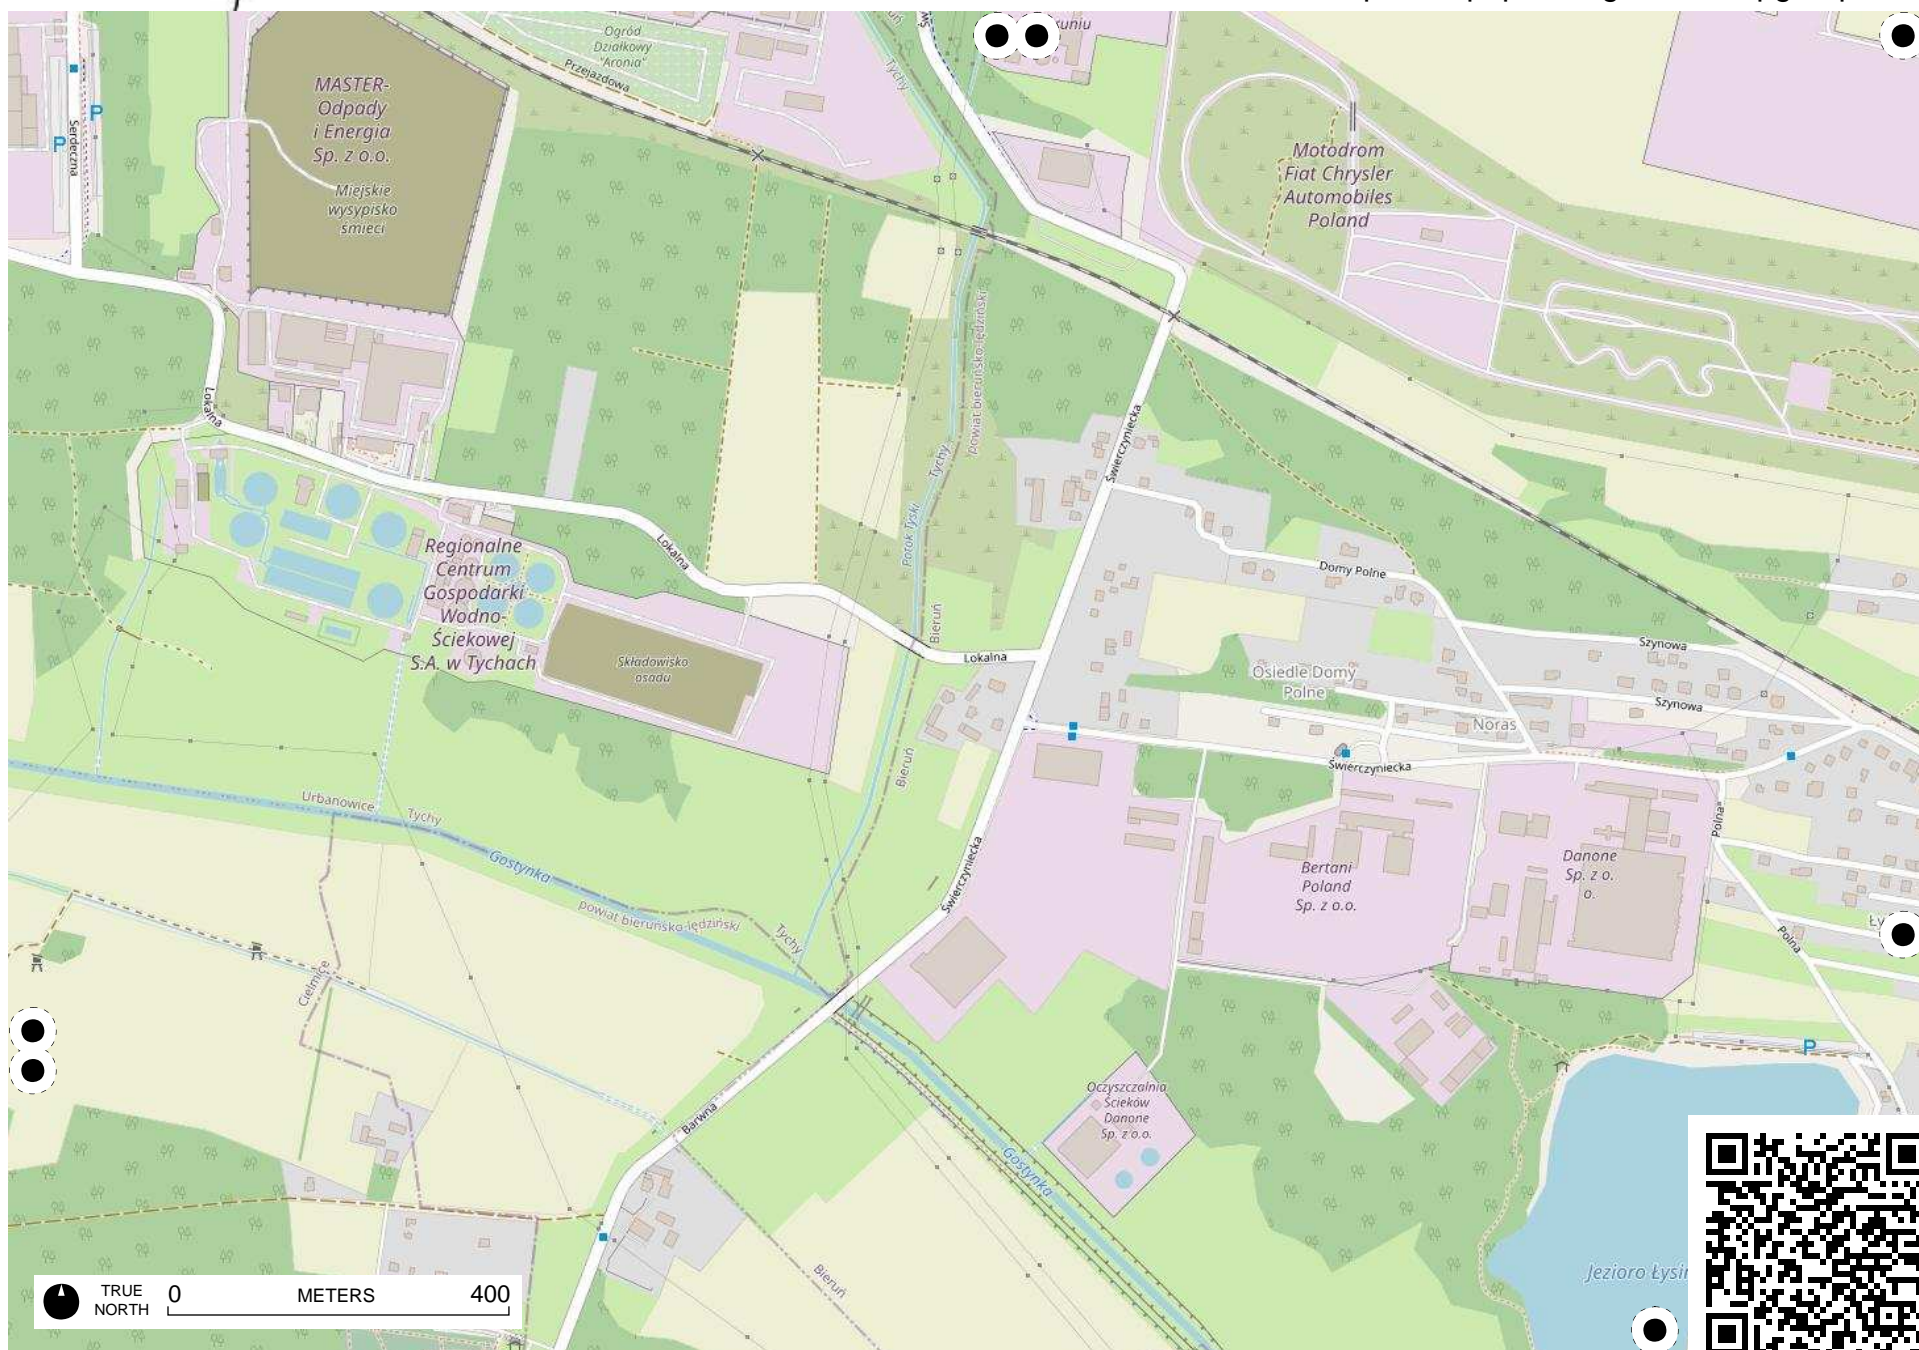 Ogród
Działkowy
"Aronia"
Przejazdowa
Tychy
Bieruń
MASTER-
Odpady
i Energia
Sp. z o.o.
Miejskie
wysypisko
śmieci
Serdeczna
P
P
Motodrom
Fiat Chrysler
Automobiles
Poland
powiat bieruńsko-lędziński
Lokalna
Świerczyniecka
Tychy
Potok Tyski
Regionalne
Centrum
Gospodarki
Wodno-
Ściekowej
S.A. w Tychach
Lokalna
Domy Polne
Bieruń
Składowisko
osadu
Lokalna
Szynowa
Osiedle Domy
Polne
Szynowa
Noras
Bieruń
Świerczyniecka
Urbanowice
Tychy
Polna
Świerczyniecka
Gostynka
Bertani
Poland
Sp. z o.o.
Danone
Sp. z o.
o.
powiat bieruńsko-lędziński
Tychy
Polna
Cielmice
P
Oczyszczalnia
Ścieków
Danone
Sp. z o.o.
Barwna
Gostynka
Bieruń
TRUE
NORTH
0 METERS 400